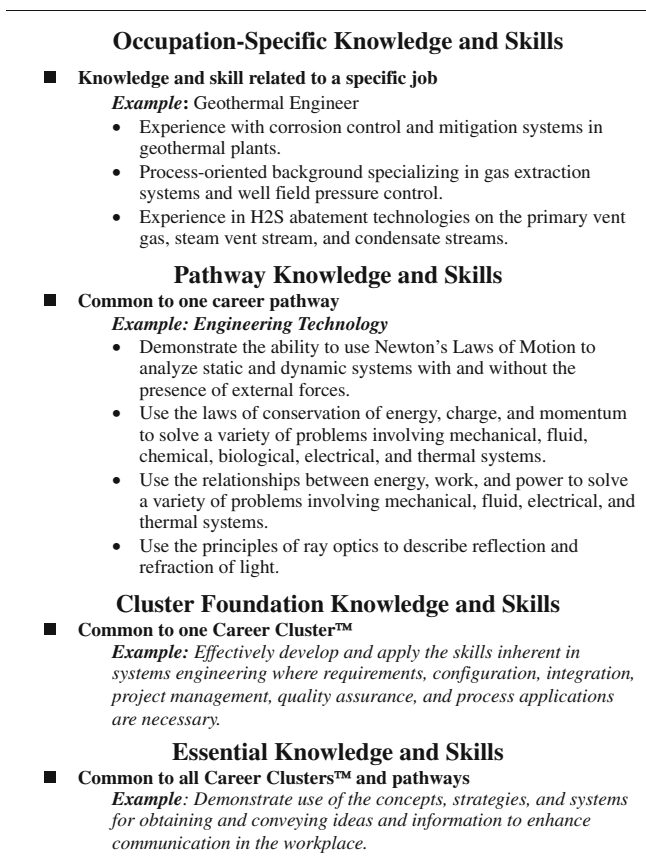 Occupation-Specific Knowledge and Skills
■ Knowledge and skill related to a specific job
Example: Geothermal Engineer
• Experience with corrosion control and mitigation systems in
geothermal plants.
• Process-oriented background specializing in gas extraction
systems and well field pressure control.
• Experience in H2S abatement technologies on the primary vent
gas, steam vent stream, and condensate streams.
Pathway Knowledge and Skills
■ Common to one career pathway
Example: Engineering Technology
• Demonstrate the ability to use Newton’s Laws of Motion to
analyze static and dynamic systems with and without the
presence of external forces.
• Use the laws of conservation of energy, charge, and momentum
to solve a variety of problems involving mechanical, fluid,
chemical, biological, electrical, and thermal systems.
• Use the relationships between energy, work, and power to solve
a variety of problems involving mechanical, fluid, electrical, and
thermal systems.
• Use the principles of ray optics to describe reflection and
refraction of light.
Cluster Foundation Knowledge and Skills
■ Common to one Career Cluster™
Example: Effectively develop and apply the skills inherent in
systems engineering where requirements, configuration, integration,
project management, quality assurance, and process applications
are necessary.
Essential Knowledge and Skills
■ Common to all Career Clusters™ and pathways
Example: Demonstrate use of the concepts, strategies, and systems
for obtaining and conveying ideas and information to enhance
communication in the workplace.